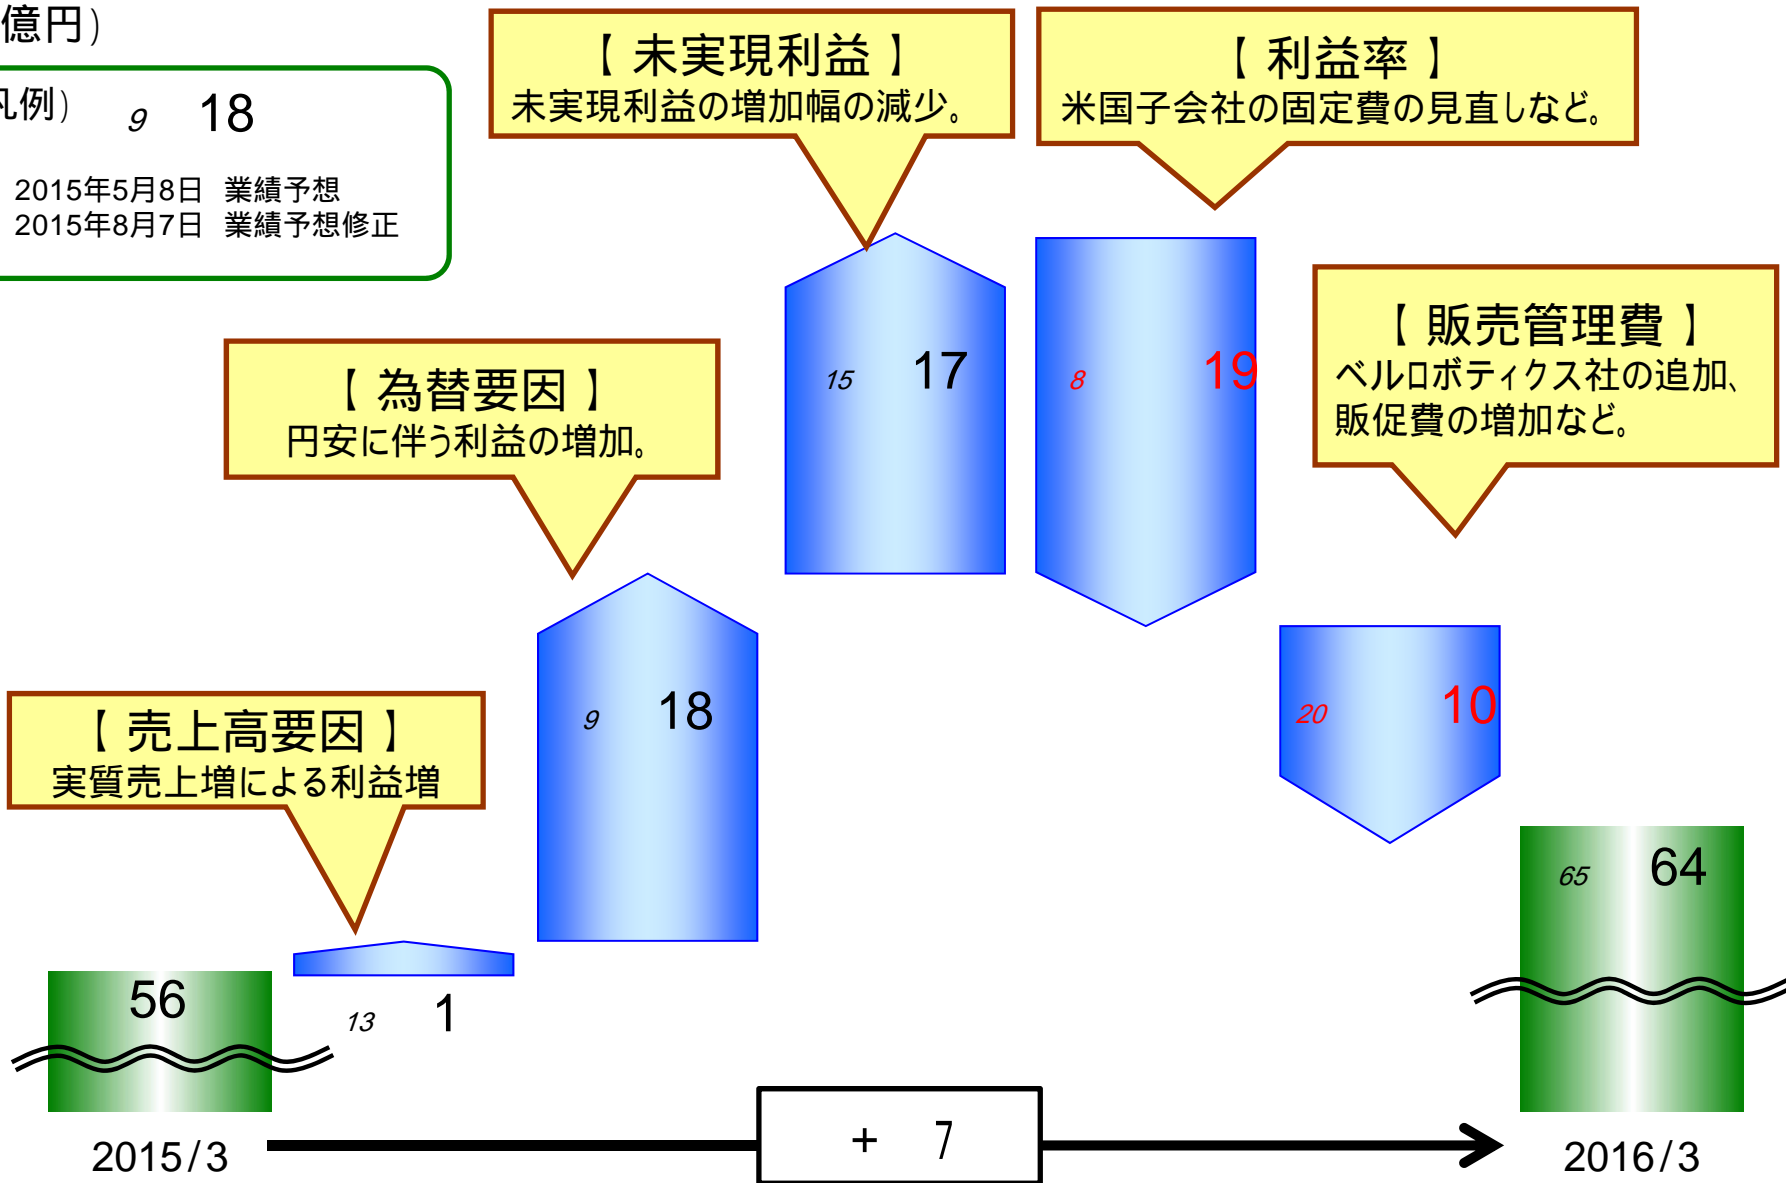 億円）
凡例） 9 18
2015年5月8日 業績予想
2015年8月7日 業績予想修正
【 未実現利益 】
未実現利益の増加幅の減少。
【 利益率 】
米国子会社の固定費の見直しなど。
【 販売管理費 】
ベルロボティクス社の追加、
販促費の増加など。
【 為替要因 】
円安に伴う利益の増加。
【 売上高要因 】
実質売上増による利益増
56
13 1
9 18
15 17
8 19
20 10
65 64
2015/3
+ 7
2016/3